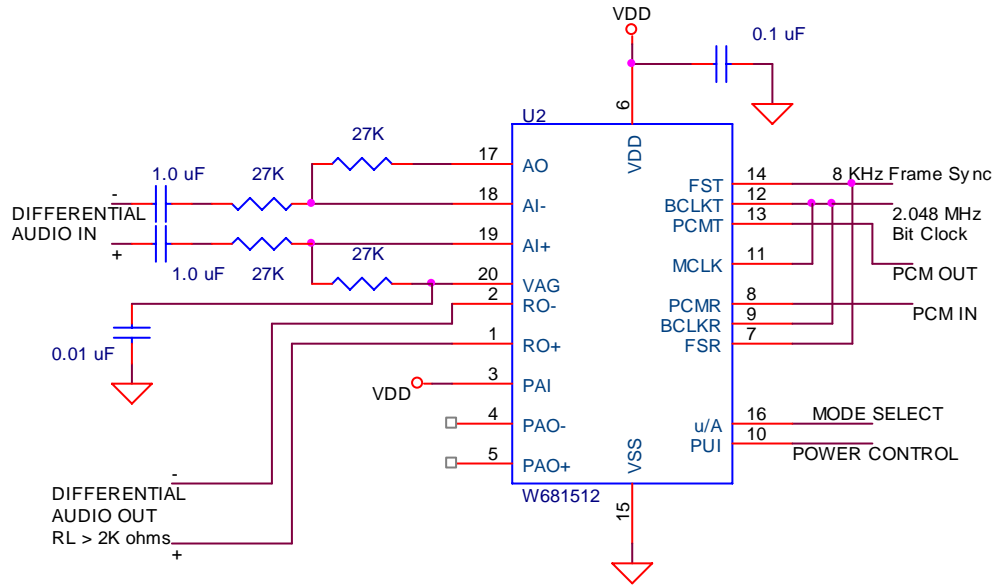 VDD
0.1 uF
6
U2
VDD
27K
17
AO
1.0 uF
27K
18
AI-
-
DIFFERENTIAL
AUDIO IN
+
19
AI+
1.0 uF
27K
27K
20
VAG
2
RO-
0.01 uF
1
RO+
VDD
3
PAI
4
PAO-
5
PAO+
-
DIFFERENTIAL
AUDIO OUT
RL > 2K ohms
+
14
FST
8 KHz Frame Sync
12
BCLKT
13
PCMT
2.048 MHz
Bit Clock
11
MCLK
PCM OUT
8
PCMR
PCM IN
9
BCLKR
7
FSR
16
u/A
MODE SELECT
10
PUI
POWER CONTROL
VSS
W681512
15